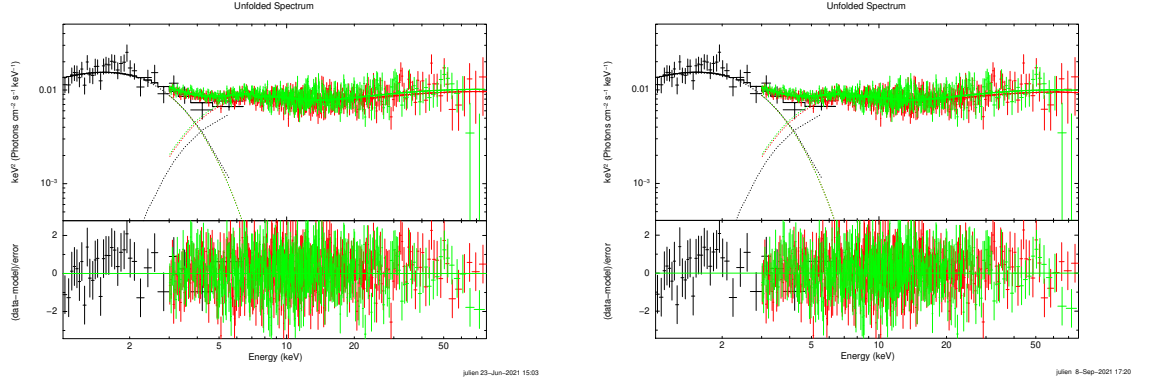 Unfolded Spectrum
keV² (Photons cm⁻² s⁻¹ keV⁻¹)
0.01
10⁻³
(data−model)/error
2
0
−2
2
5
10
20
50
Energy (keV)
julien 23−Jun−2021 15:03
Unfolded Spectrum
keV² (Photons cm⁻² s⁻¹ keV⁻¹)
0.01
10⁻³
(data−model)/error
2
0
−2
2
5
10
20
50
Energy (keV)
julien 8−Sep−2021 17:20